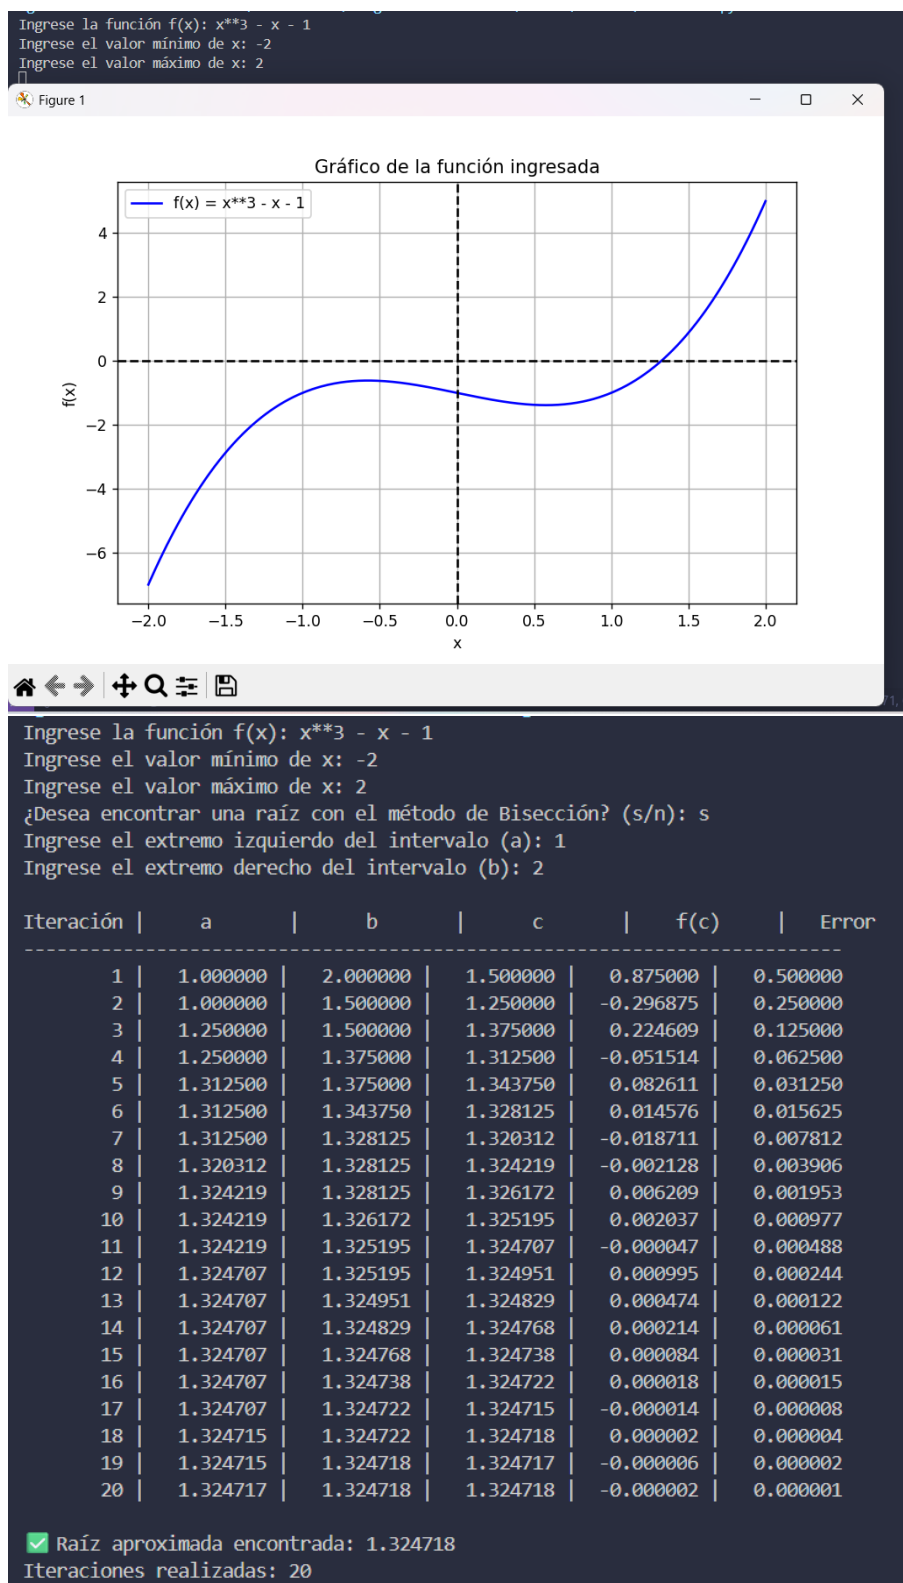 Ingrese la función f(x): x**3 - x - 1
Ingrese el valor mínimo de x: -2
Ingrese el valor máximo de x: 2
Figure 1
Gráfico de la función ingresada
f(x) = x**3 - x - 1
4
2
0
−2
−4
−6
f(x)
−2.0 −1.5 −1.0 −0.5 0.0 0.5 1.0 1.5 2.0
x
Ingrese la función f(x): x**3 - x - 1
Ingrese el valor mínimo de x: -2
Ingrese el valor máximo de x: 2
¿Desea encontrar una raíz con el método de Bisección? (s/n): s
Ingrese el extremo izquierdo del intervalo (a): 1
Ingrese el extremo derecho del intervalo (b): 2
Iteración | a | b | c | f(c) | Error
--------------------------------------------------------------------------
1 | 1.000000 | 2.000000 | 1.500000 | 0.875000 | 0.500000
2 | 1.000000 | 1.500000 | 1.250000 | -0.296875 | 0.250000
3 | 1.250000 | 1.500000 | 1.375000 | 0.224609 | 0.125000
4 | 1.250000 | 1.375000 | 1.312500 | -0.051514 | 0.062500
5 | 1.312500 | 1.375000 | 1.343750 | 0.082611 | 0.031250
6 | 1.312500 | 1.343750 | 1.328125 | 0.014576 | 0.015625
7 | 1.312500 | 1.328125 | 1.320312 | -0.018711 | 0.007812
8 | 1.320312 | 1.328125 | 1.324219 | -0.002128 | 0.003906
9 | 1.324219 | 1.328125 | 1.326172 | 0.006209 | 0.001953
10 | 1.324219 | 1.326172 | 1.325195 | 0.002037 | 0.000977
11 | 1.324219 | 1.325195 | 1.324707 | -0.000047 | 0.000488
12 | 1.324707 | 1.325195 | 1.324951 | 0.000995 | 0.000244
13 | 1.324707 | 1.324951 | 1.324829 | 0.000474 | 0.000122
14 | 1.324707 | 1.324829 | 1.324768 | 0.000214 | 0.000061
15 | 1.324707 | 1.324768 | 1.324738 | 0.000084 | 0.000031
16 | 1.324707 | 1.324738 | 1.324722 | 0.000018 | 0.000015
17 | 1.324707 | 1.324722 | 1.324715 | -0.000014 | 0.000008
18 | 1.324715 | 1.324722 | 1.324718 | 0.000002 | 0.000004
19 | 1.324715 | 1.324718 | 1.324717 | -0.000006 | 0.000002
20 | 1.324717 | 1.324718 | 1.324718 | -0.000002 | 0.000001
✅ Raíz aproximada encontrada: 1.324718
Iteraciones realizadas: 20